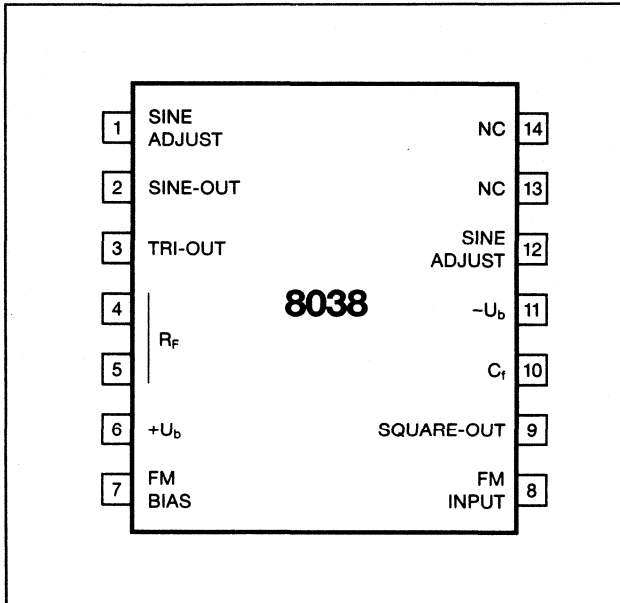 1 SINE ADJUST
2 SINE-OUT
3 TRI-OUT
4
5
R_F
6 +U_b
7 FM BIAS
8038
NC 14
NC 13
SINE ADJUST 12
-U_b 11
C_f 10
SQUARE-OUT 9
FM INPUT 8